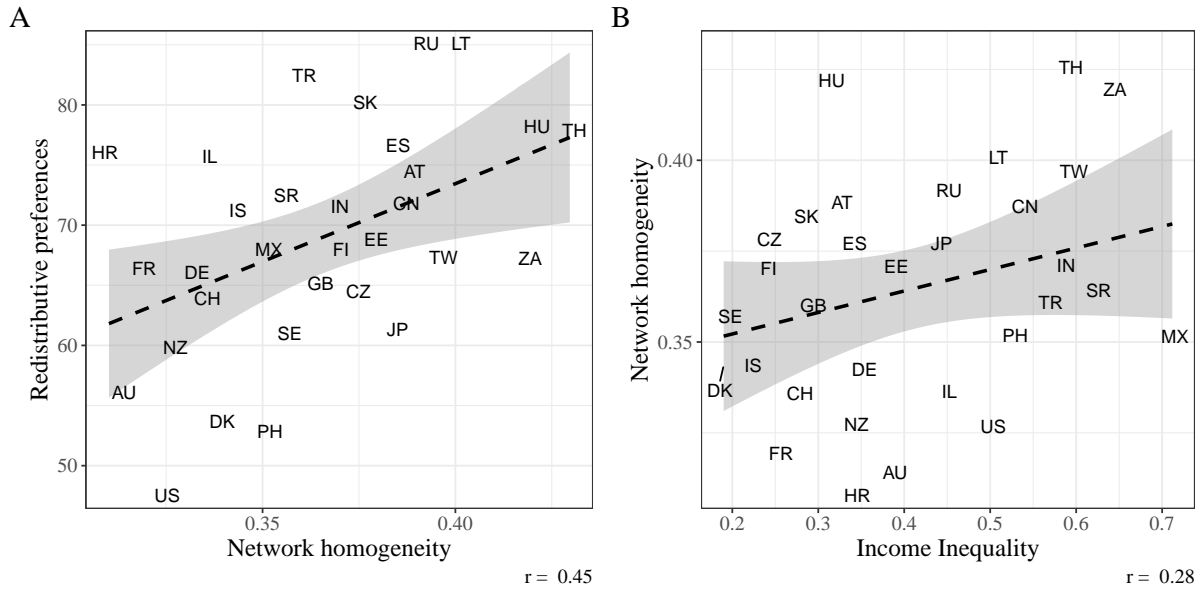 A
Redistributive preferences
80
70
60
50
RU LT
TR
SK
HU TH
HR IL ES
AT
SR
IS IN CN
MX FI EE
FR DE TW ZA
CH GB CZ
SE JP
NZ
AU
DK PH
US
0.35 0.40
Network homogeneity
r = 0.45
B
Network homogeneity
0.40
0.35
TH
HU ZA
LT
TW
RU
AT CN
SK
CZ ES JP
FI EE IN
SR
GB TR
SE
PH MX
IS DE
DK CH IL
NZ US
FR
AU
HR
0.2 0.3 0.4 0.5 0.6 0.7
Income Inequality
r = 0.28